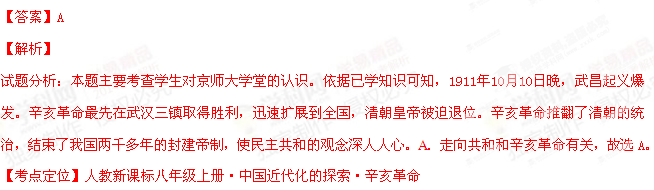 【答案】A
【解析】
试题分析：本题主要考查学生对京师大学堂的认识。依据已学知识可知，1911年10月10日晚，武昌起义爆
发。辛亥革命最先在武汉三镇取得胜利，迅速扩展到全国，清朝皇帝被迫退位。辛亥革命推翻了清朝的统
治，结束了我国两千多年的封建帝制，使民主共和的观念深入人心。A．走向共和和辛亥革命有关，故选 A。
【考点定位】人教新课标八年级上册·中国近代化的探索·辛亥革命